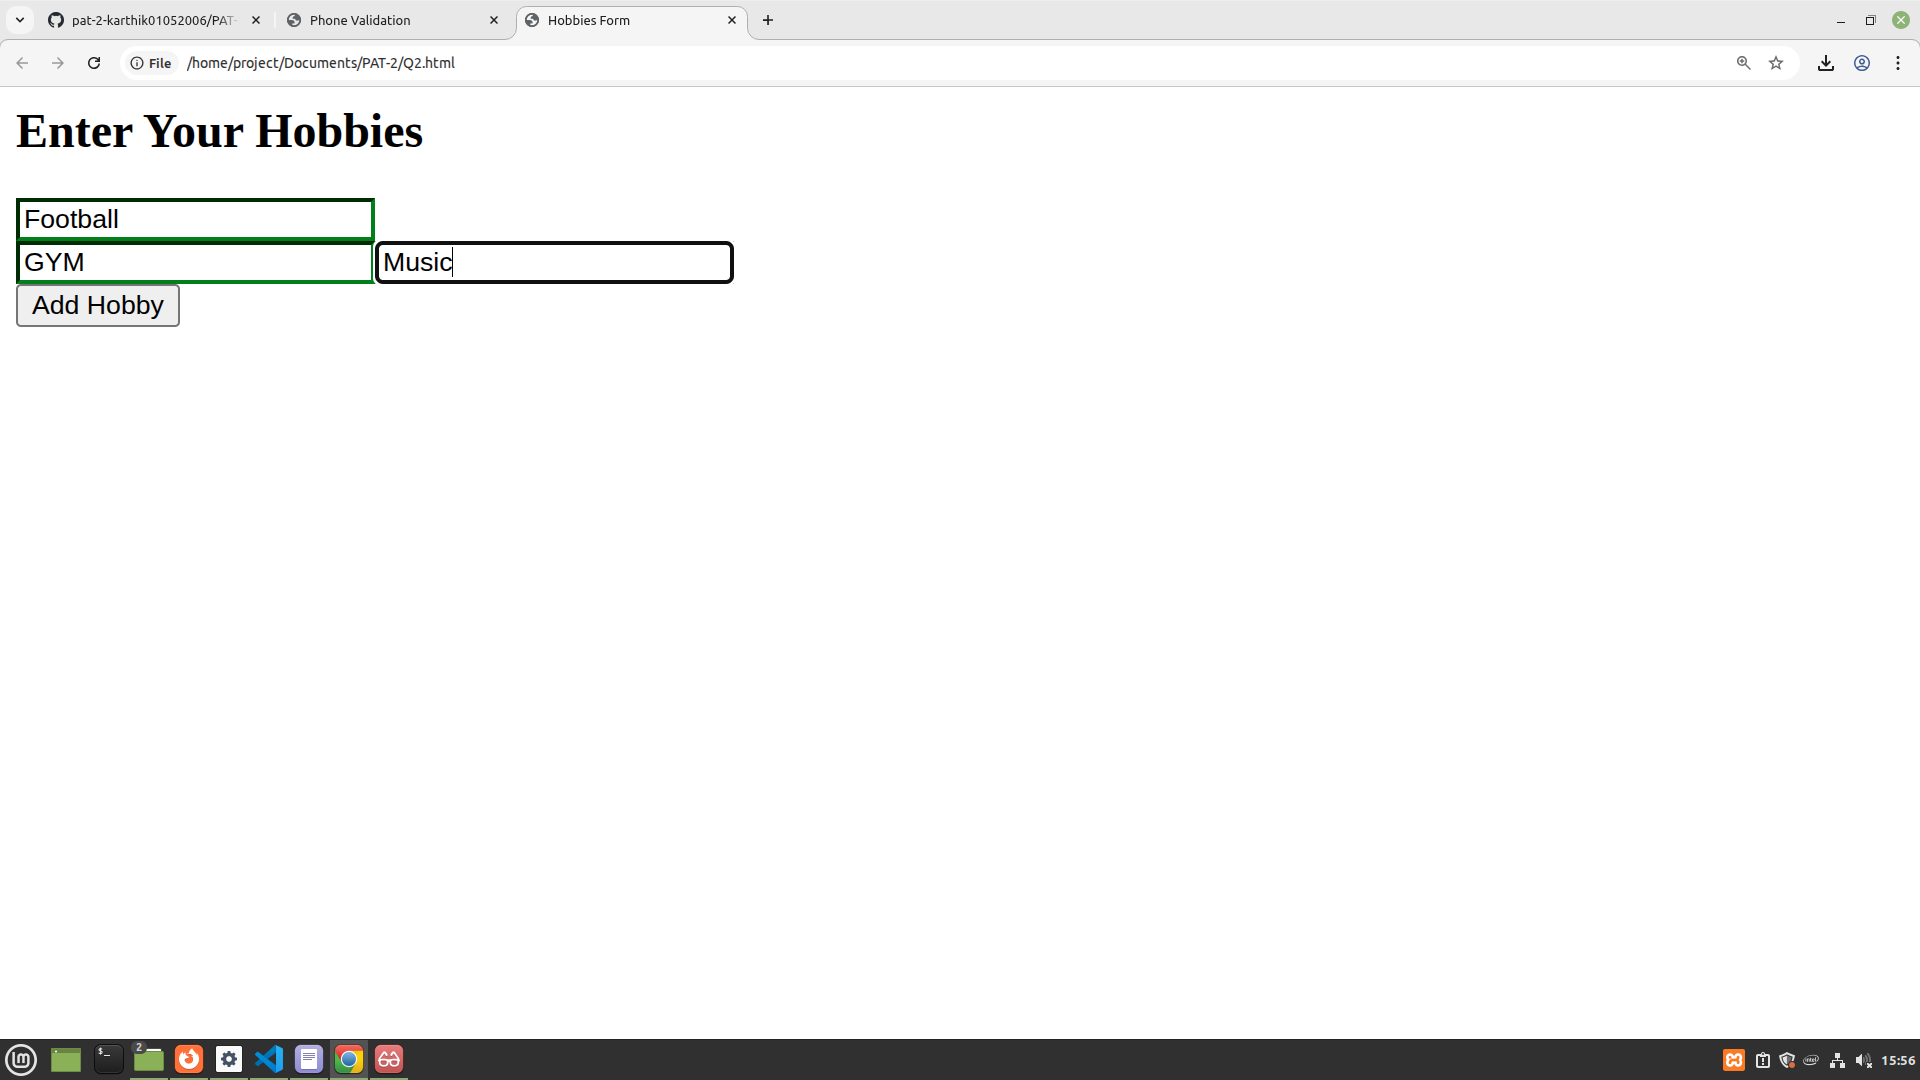 pat-2-karthik01052006/PAT-
Phone Validation
Hobbies Form
File
/home/project/Documents/PAT-2/Q2.html
Enter Your Hobbies
Football
GYM Music
Add Hobby
2
15:56